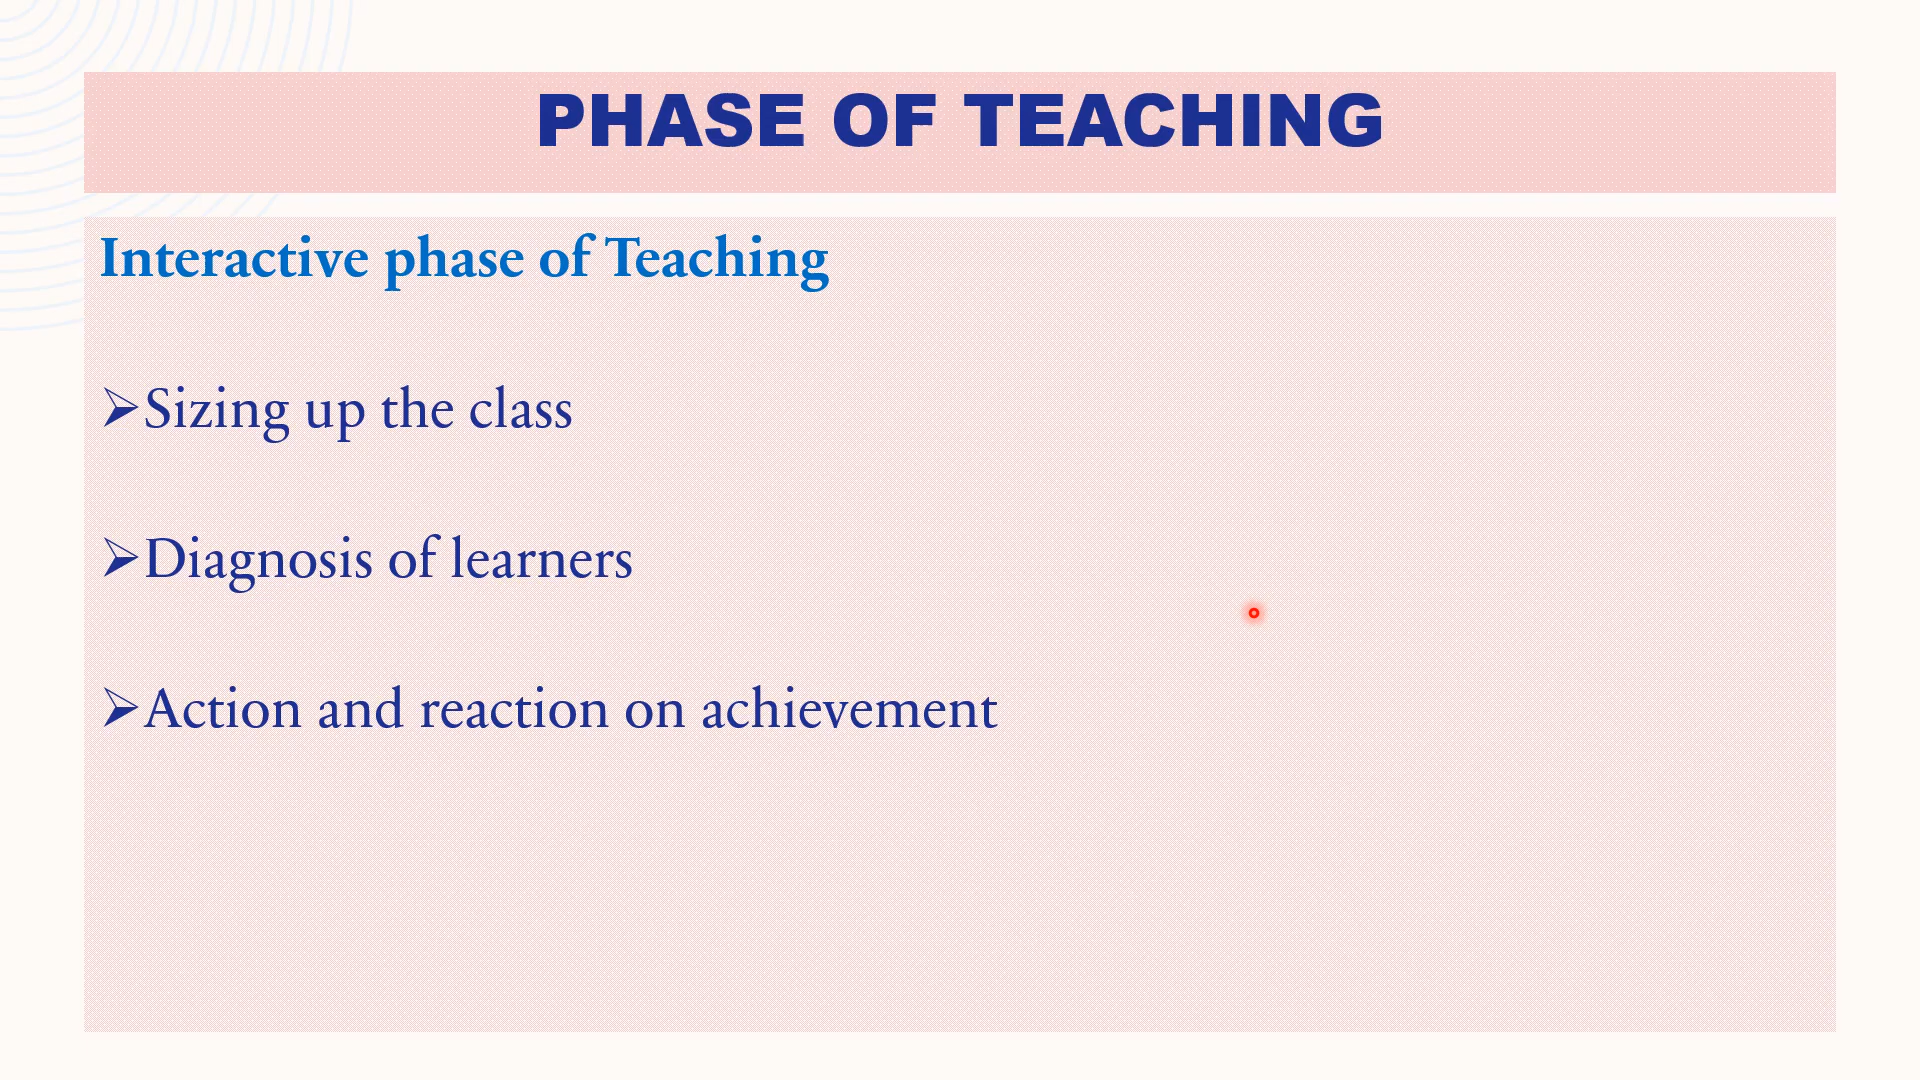 PHASE OF TEACHING
Interactive phase of Teaching
➢Sizing up the class
➢Diagnosis of learners
➢Action and reaction on achievement